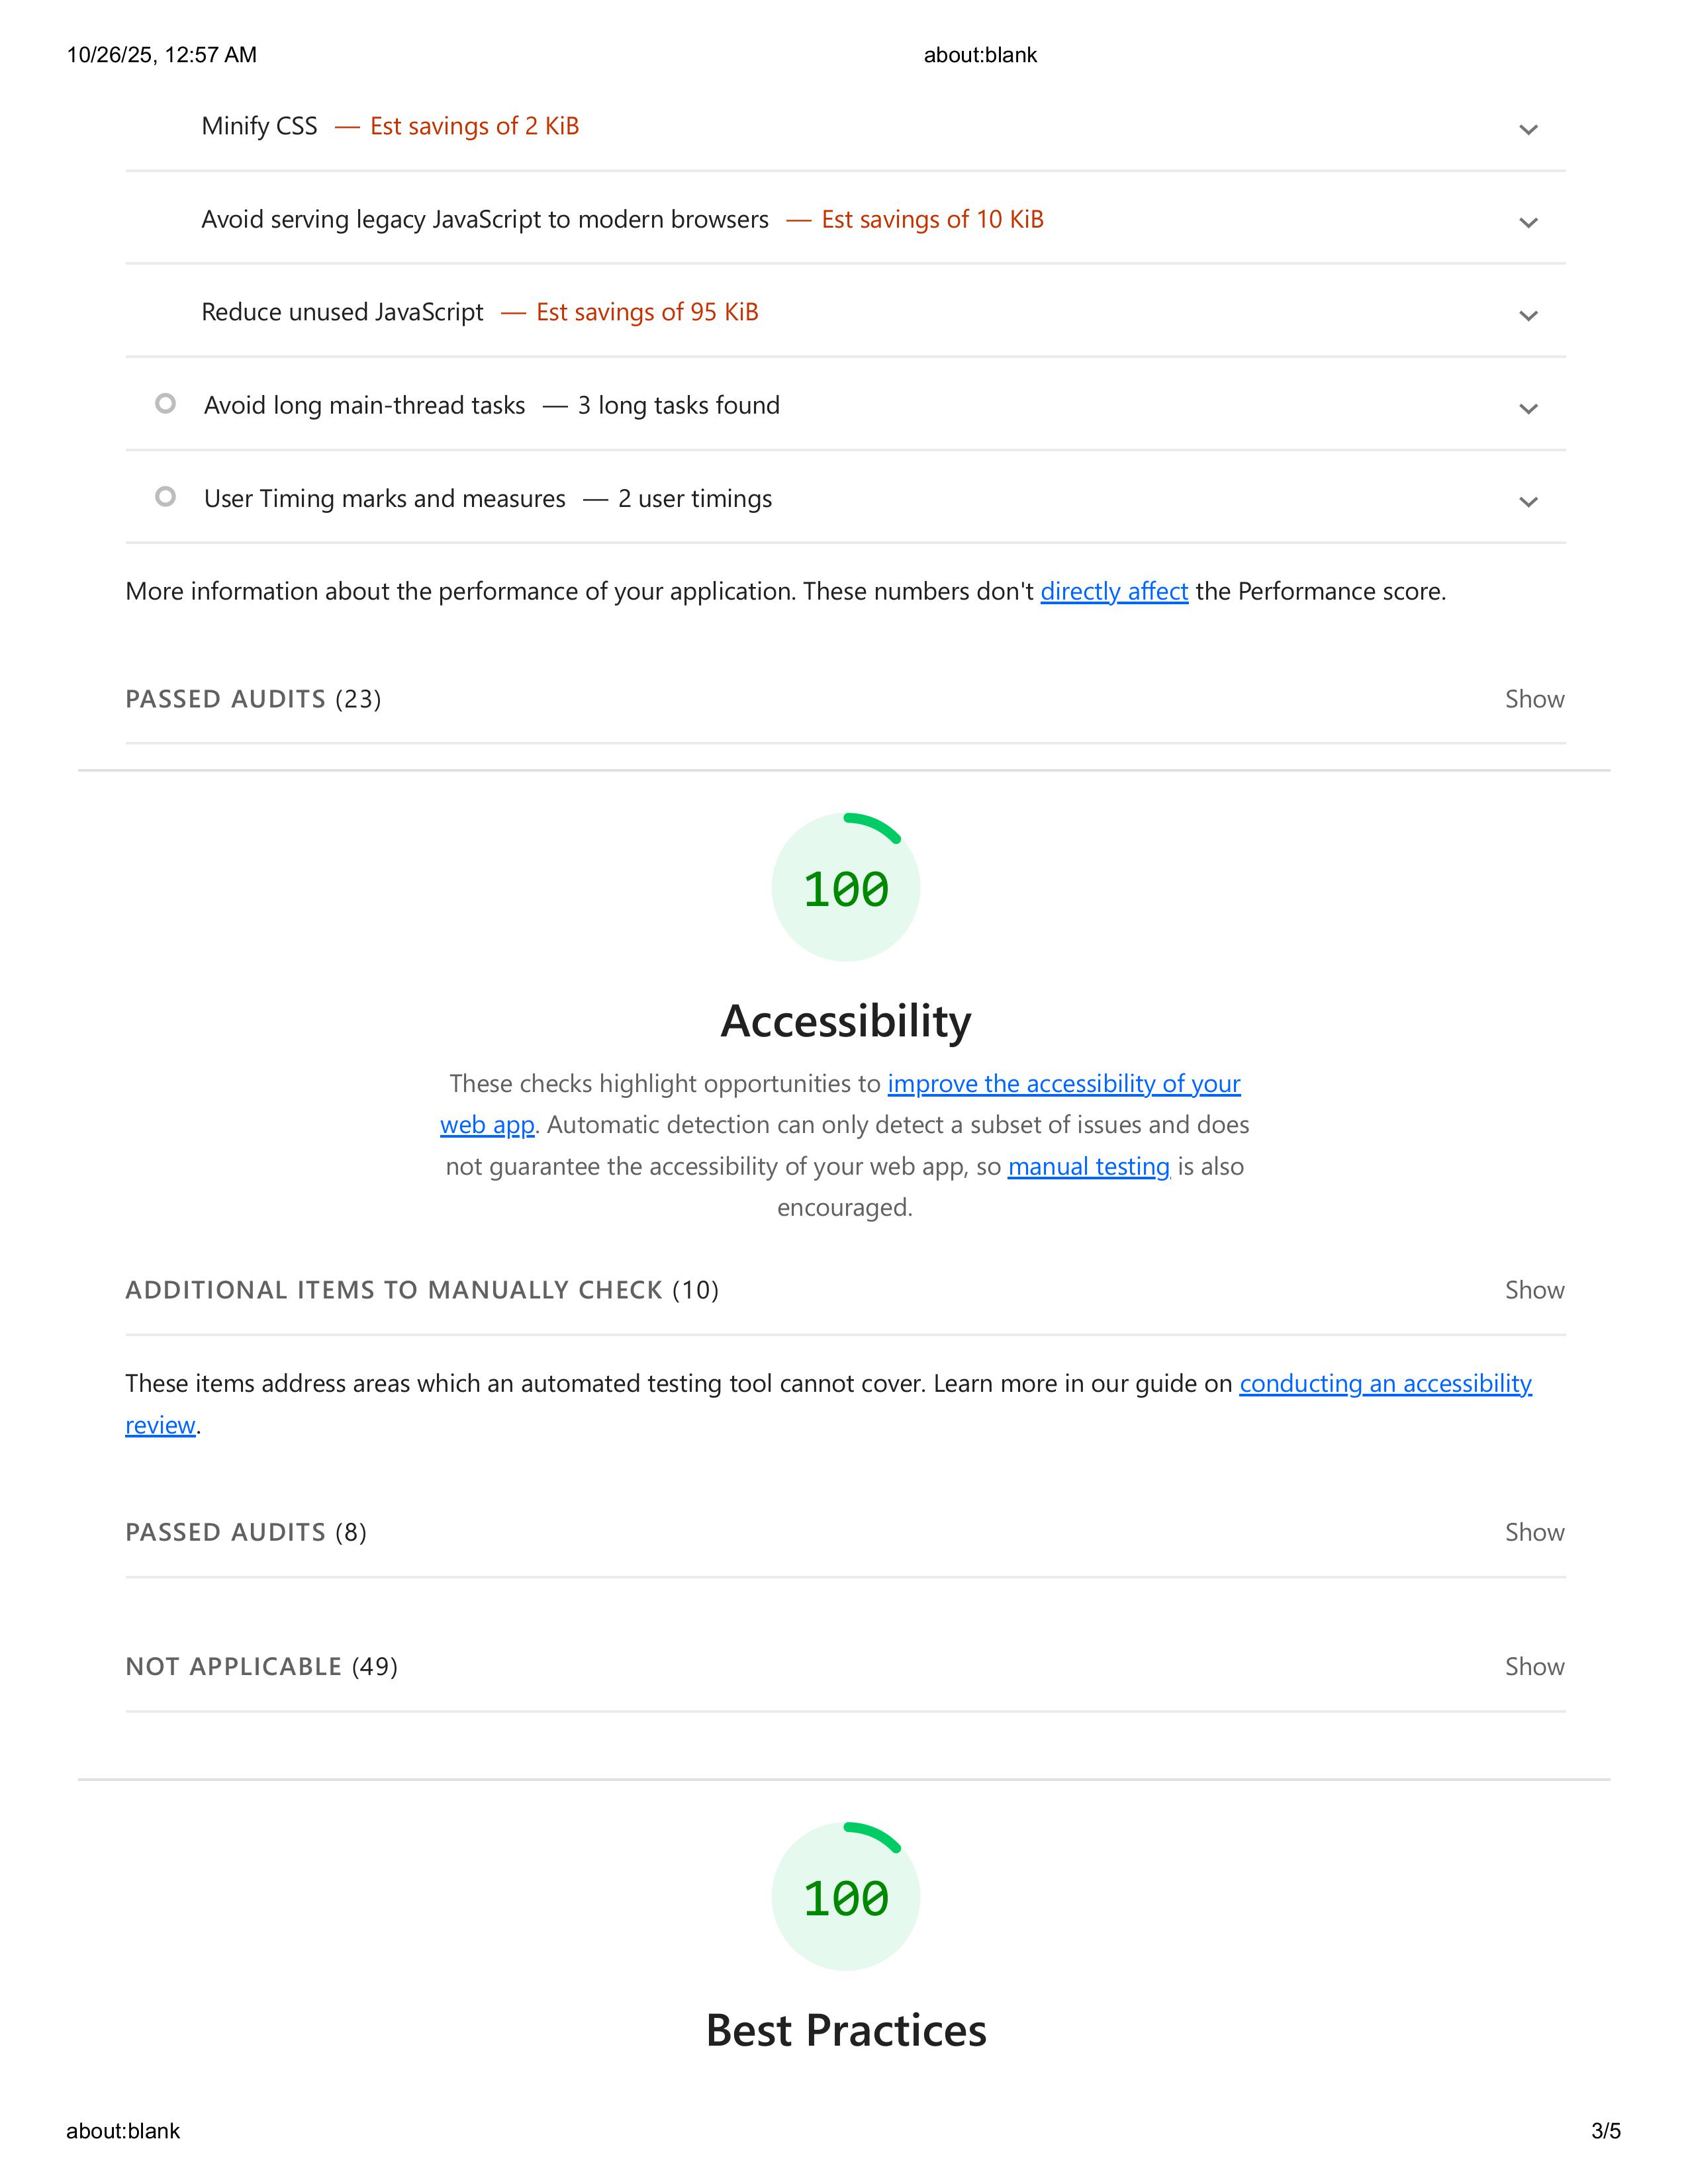 10/26/25, 12:57 AM about:blank
Minify CSS — Est savings of 2 KiB
Avoid serving legacy JavaScript to modern browsers — Est savings of 10 KiB
Reduce unused JavaScript — Est savings of 95 KiB
Avoid long main-thread tasks — 3 long tasks found
User Timing marks and measures — 2 user timings
More information about the performance of your application. These numbers don't directly affect the Performance score.
PASSED AUDITS (23) Show
100
Accessibility
These checks highlight opportunities to improve the accessibility of your
web app. Automatic detection can only detect a subset of issues and does
not guarantee the accessibility of your web app, so manual testing is also
encouraged.
ADDITIONAL ITEMS TO MANUALLY CHECK (10) Show
These items address areas which an automated testing tool cannot cover. Learn more in our guide on conducting an accessibility
review.
PASSED AUDITS (8) Show
NOT APPLICABLE (49) Show
100
Best Practices
about:blank 3/5